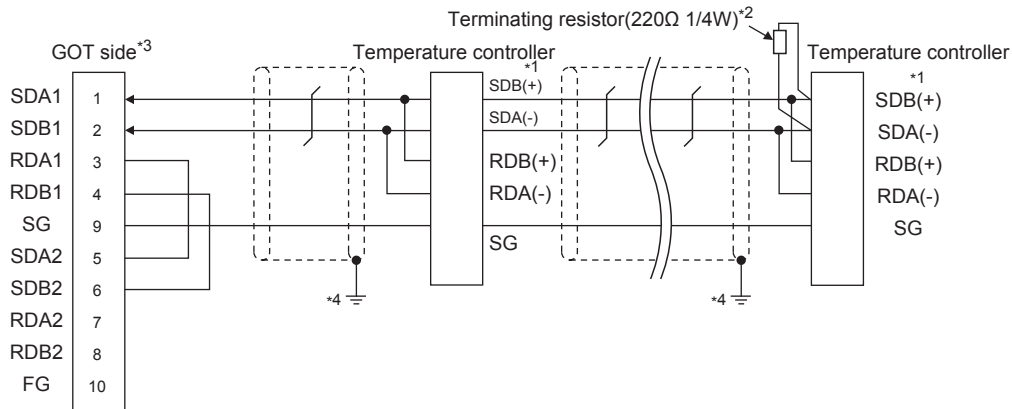 Terminating resistor(220Ω 1/4W)*2
GOT side*3
Temperature controller
Temperature controller
*1
*1
SDA1 1 SDB(+) SDB(+)
SDB1 2 SDA(-) SDA(-)
RDA1 3 RDB(+) RDB(+)
RDB1 4 RDA(-) RDA(-)
SG 9 SG SG
SDA2 5
SDB2 6
*4 *4
RDA2 7
RDB2 8
FG 10